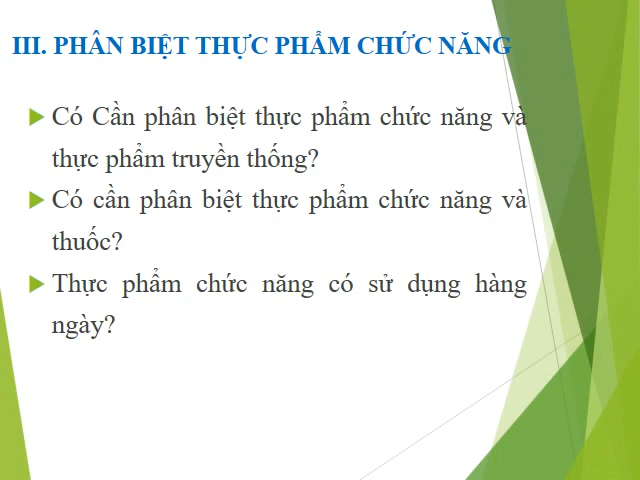 III. PHÂN BIỆT THỰC PHẨM CHỨC NĂNG
Có Cần phân biệt thực phẩm chức năng và
thực phẩm truyền thống?
Có cần phân biệt thực phẩm chức năng và
thuốc?
Thực phẩm chức năng có sử dụng hàng
ngày?